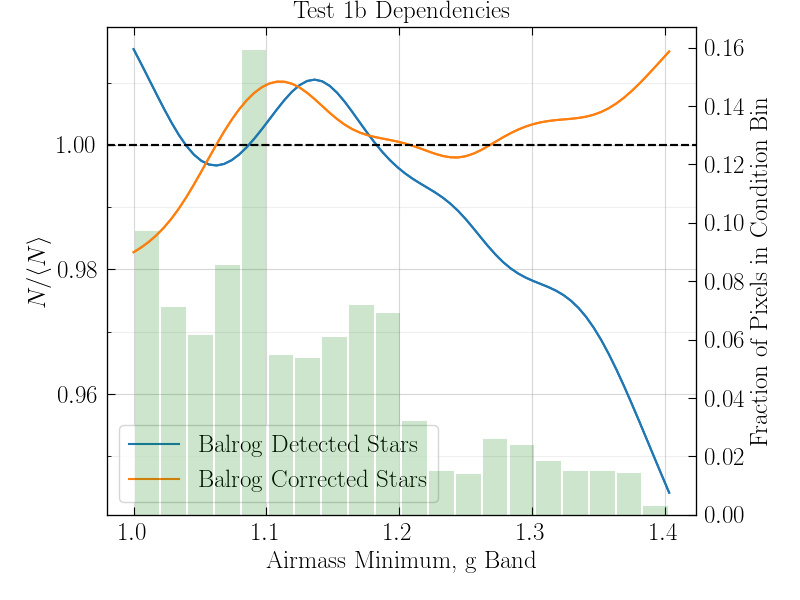 Test 1b Dependencies
N/⟨N⟩
1.00
0.98
0.96
0.16
0.14
0.12
0.10
0.08
0.06
0.04
0.02
0.00
Fraction of Pixels in Condition Bin
Balrog Detected Stars
Balrog Corrected Stars
1.0 1.1 1.2 1.3 1.4
Airmass Minimum, g Band